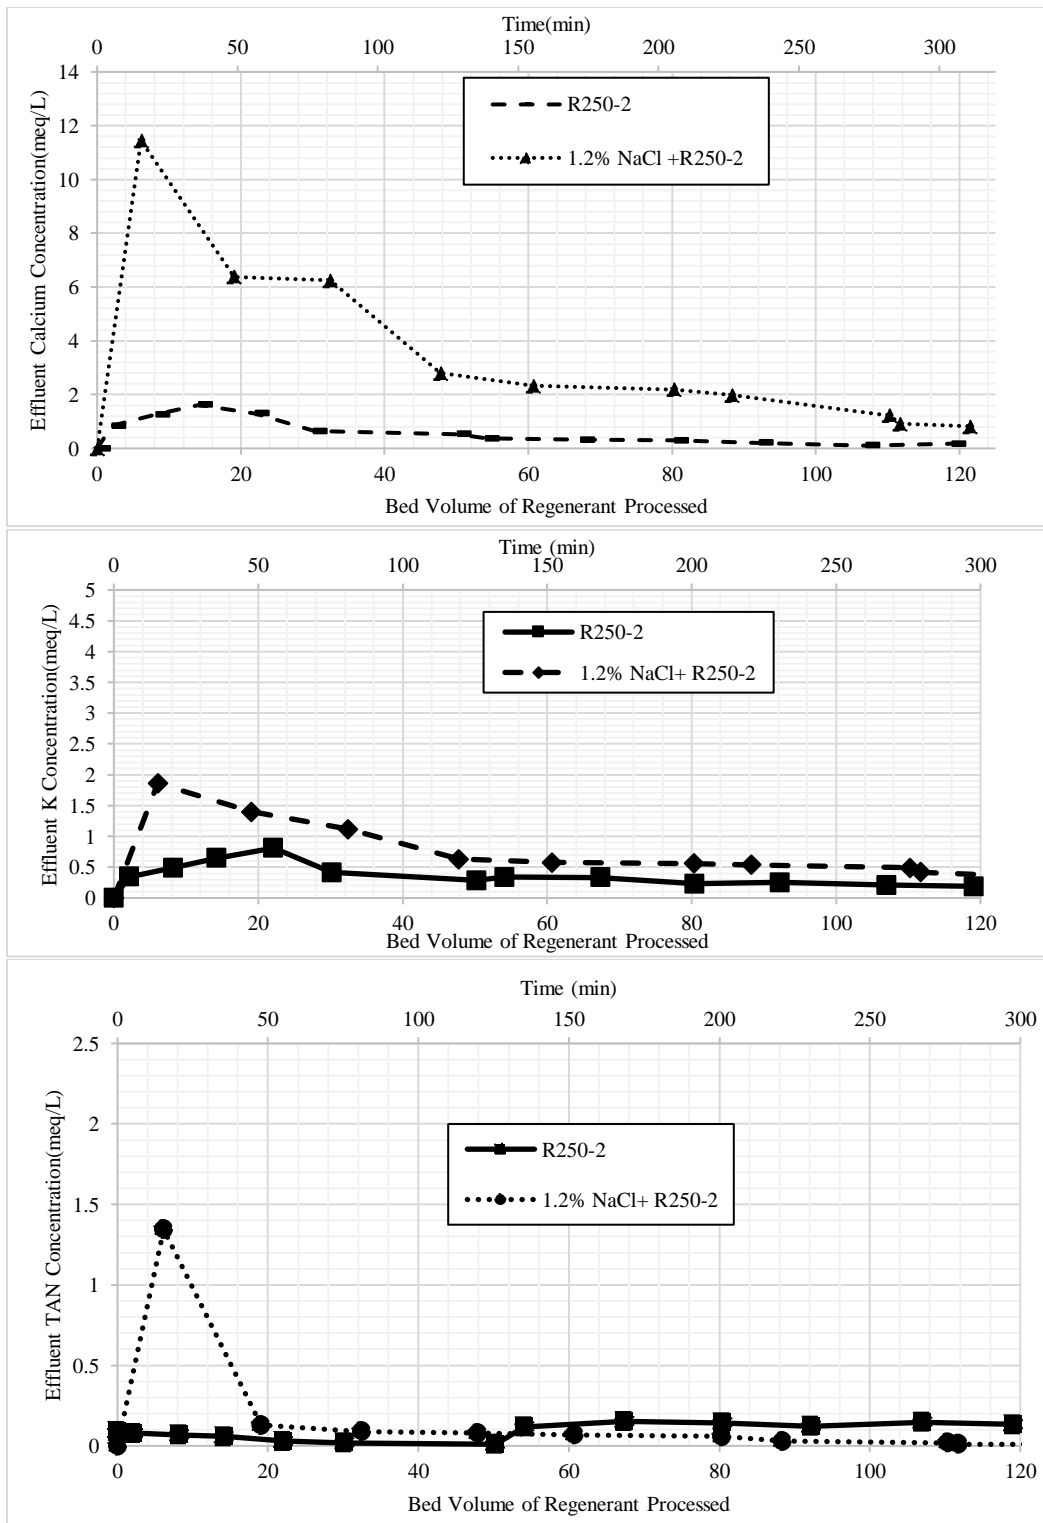 Time(min)
0 50 100 150 200 250 300
14
12
10
8
6
4
2
0
Effluent Calcium Concentration(meq/L)
R250-2
1.2% NaCl +R250-2
0 20 40 60 80 100 120
Bed Volume of Regenerant Processed
Time (min)
0 50 100 150 200 250 300
5
4.5
4
3.5
3
2.5
2
1.5
1
0.5
0
Effluent K Concentration(meq/L)
R250-2
1.2% NaCl+ R250-2
0 20 40 60 80 100 120
Bed Volume of Regenerant Processed
Time (min)
0 50 100 150 200 250 300
2.5
2
1.5
1
0.5
0
Effluent TAN Concentration(meq/L)
R250-2
1.2% NaCl+ R250-2
0 20 40 60 80 100 120
Bed Volume of Regenerant Processed